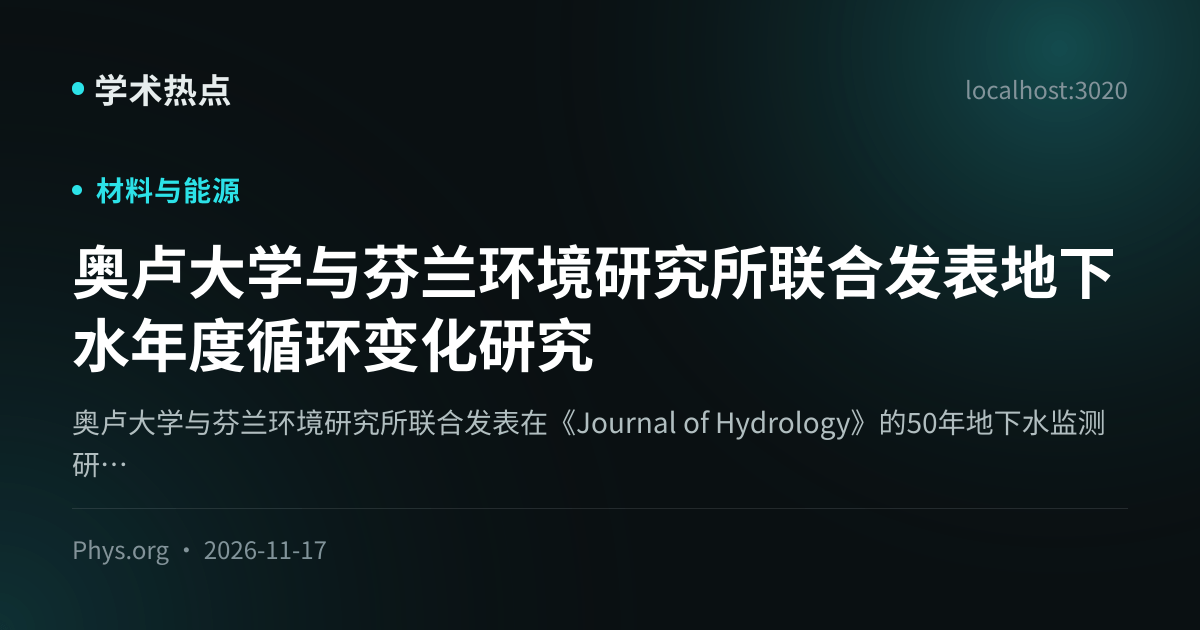 学术热点
localhost:3020
材料与能源
奥卢大学与芬兰环境研究所联合发表地下
水年度循环变化研究
奥卢大学与芬兰环境研究所联合发表在《Journal of Hydrology》的50年地下水监测
研…
Phys.org · 2026-11-17